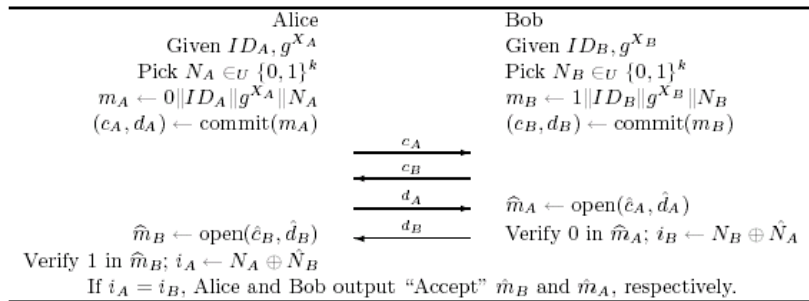 Alice Bob
Given ID_A, g^{X_A} Given ID_B, g^{X_B}
Pick N_A ∈_U {0,1}^k Pick N_B ∈_U {0,1}^k
m_A ← 0‖ID_A‖g^{X_A}‖N_A m_B ← 1‖ID_B‖g^{X_B}‖N_B
(c_A, d_A) ← commit(m_A) (c_B, d_B) ← commit(m_B)
c_A
c_B
d_A m̂_A ← open(ĉ_A, d̂_A)
m̂_B ← open(ĉ_B, d̂_B) d_B Verify 0 in m̂_A; i_B ← N_B ⊕ N̂_A
Verify 1 in m̂_B; i_A ← N_A ⊕ N̂_B
If i_A = i_B, Alice and Bob output “Accept” m̂_B and m̂_A, respectively.